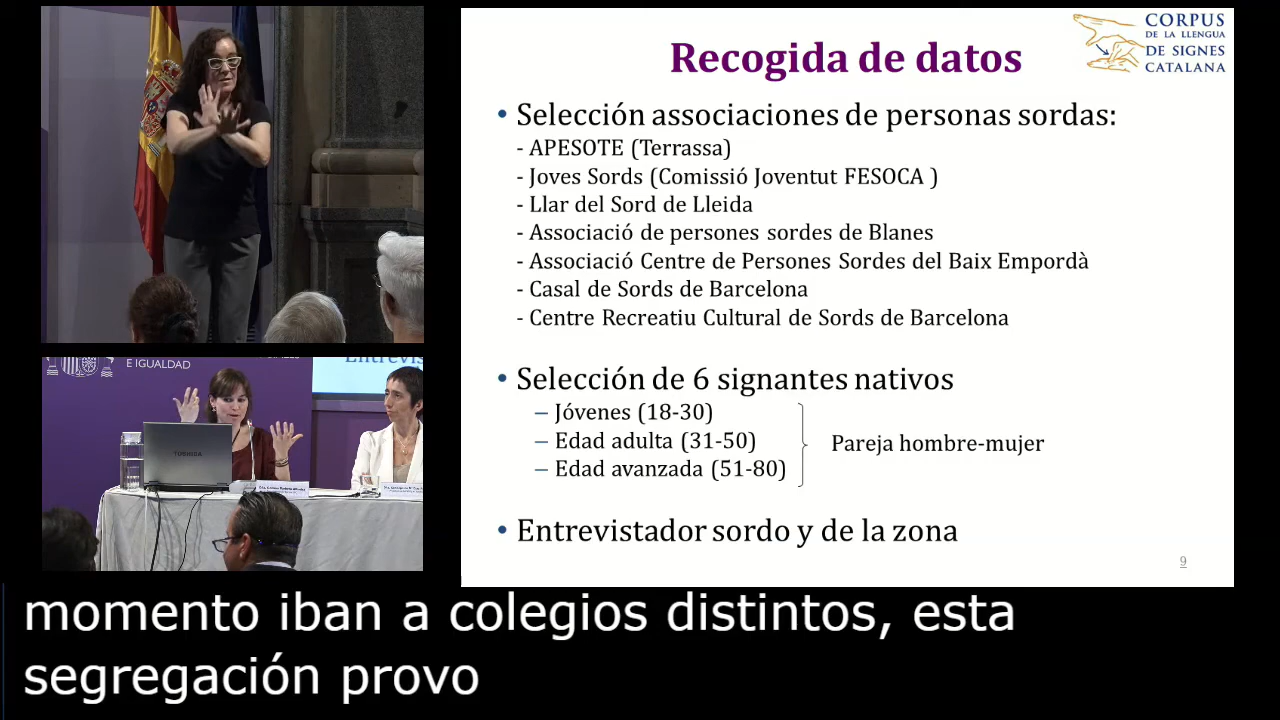 CORPUS
DE LA LLENGUA
DE SIGNES
CATALANA
Recogida de datos
• Selección associaciones de personas sordas:
- APESOTE (Terrassa)
- Joves Sords (Comissió Joventut FESOCA )
- Llar del Sord de Lleida
- Associació de persones sordes de Blanes
- Associació Centre de Persones Sordes del Baix Empordà
- Casal de Sords de Barcelona
- Centre Recreatiu Cultural de Sords de Barcelona
• Selección de 6 signantes nativos
– Jóvenes (18-30)
– Edad adulta (31-50)
– Edad avanzada (51-80)
Pareja hombre-mujer
• Entrevistador sordo y de la zona
9
E IGUALDAD
TOSHIBA
momento iban a colegios distintos, esta
segregación provo